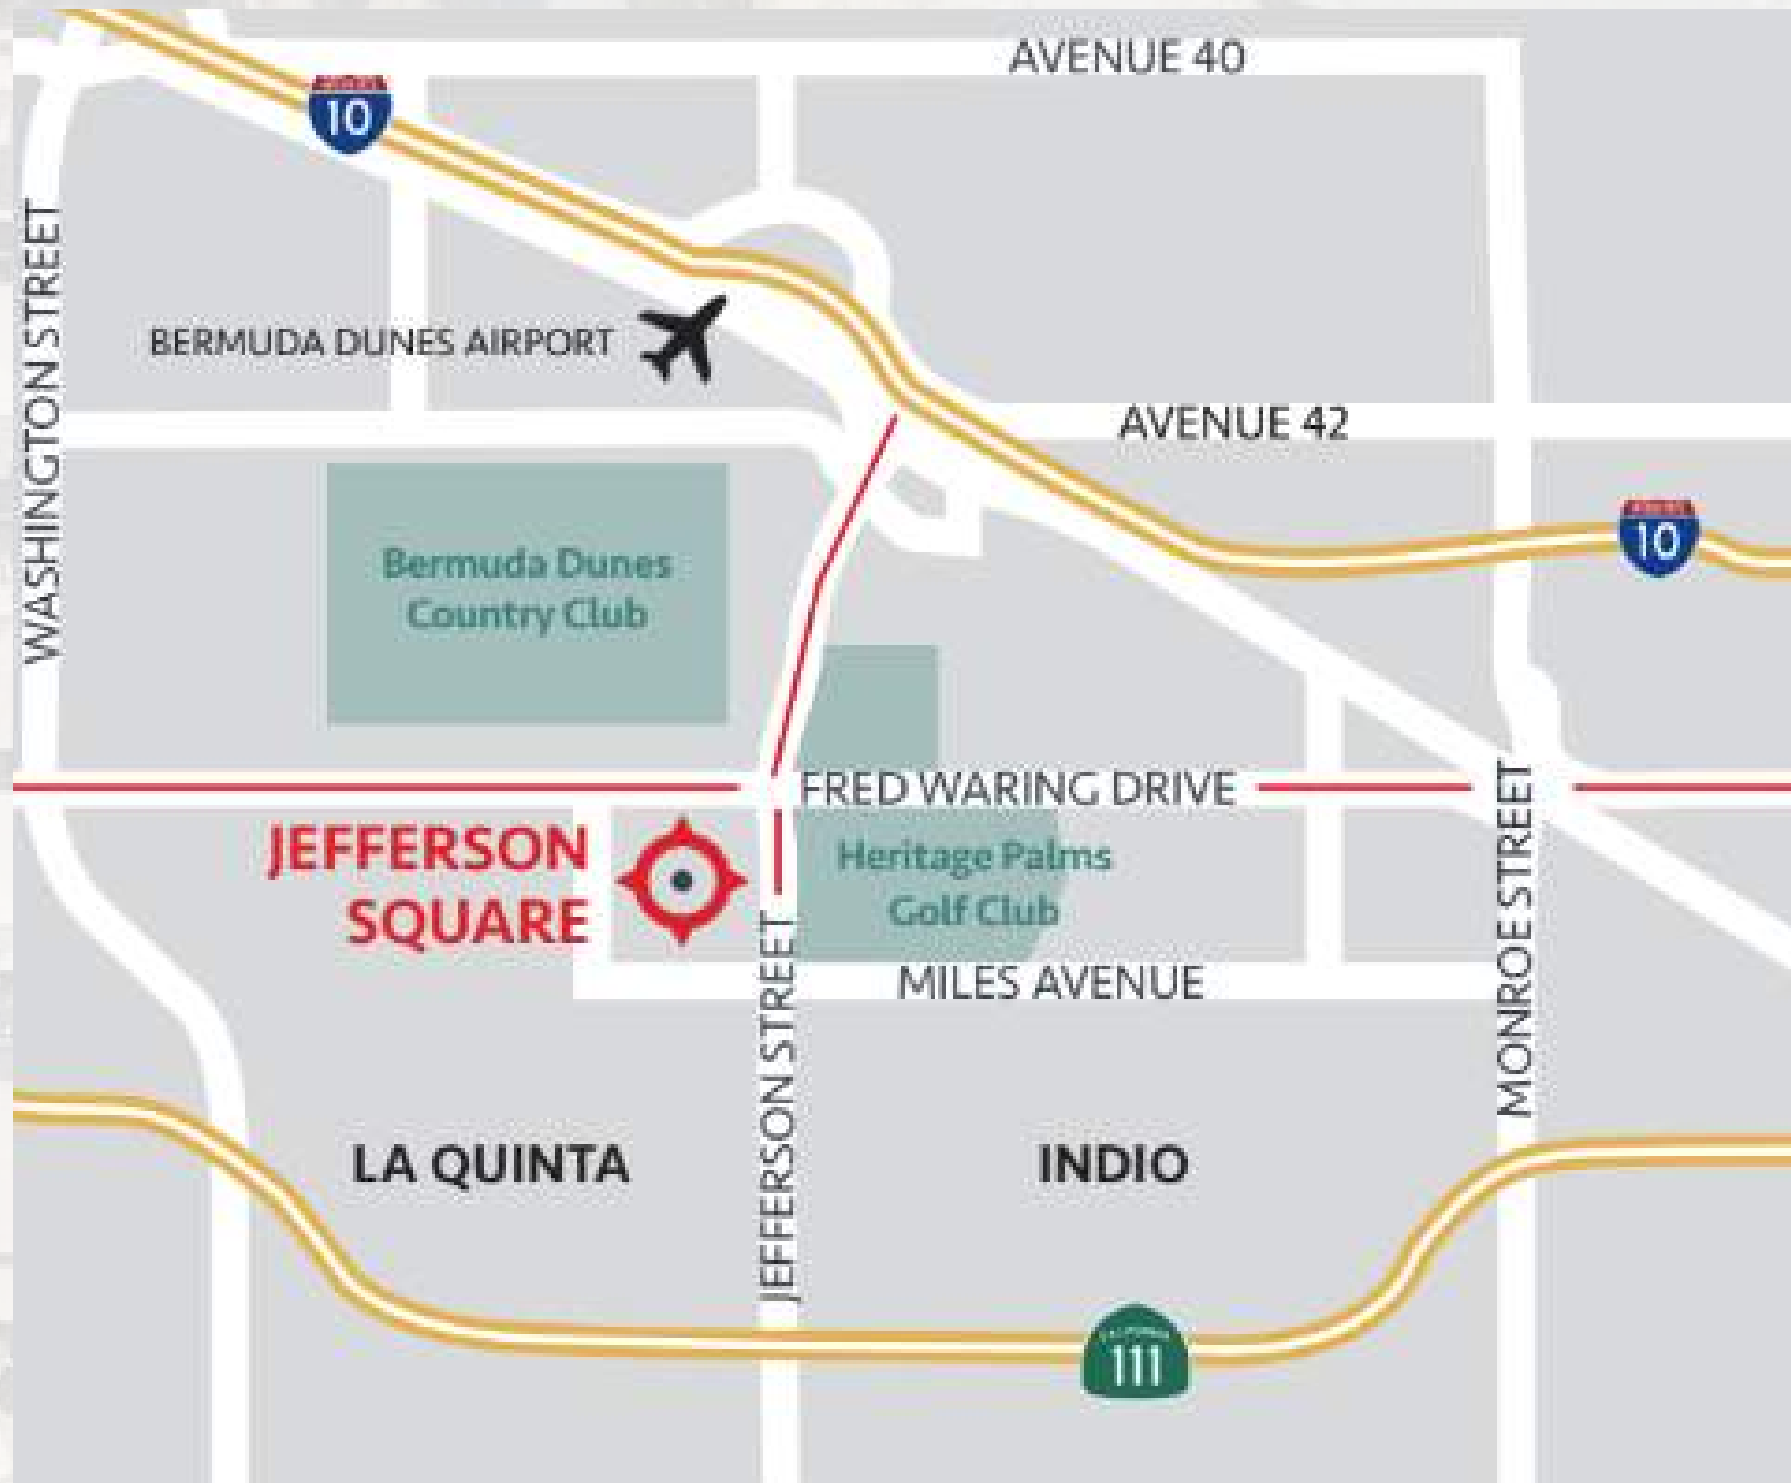 AVENUE 40
10
WASHINGTON STREET
BERMUDA DUNES AIRPORT
AVENUE 42
10
Bermuda Dunes
Country Club
FRED WARING DRIVE
JEFFERSON
SQUARE
Heritage Palms
Golf Club
MILES AVENUE
JEFFERSON STREET
MONROE STREET
LA QUINTA
INDIO
CALIFORNIA
111